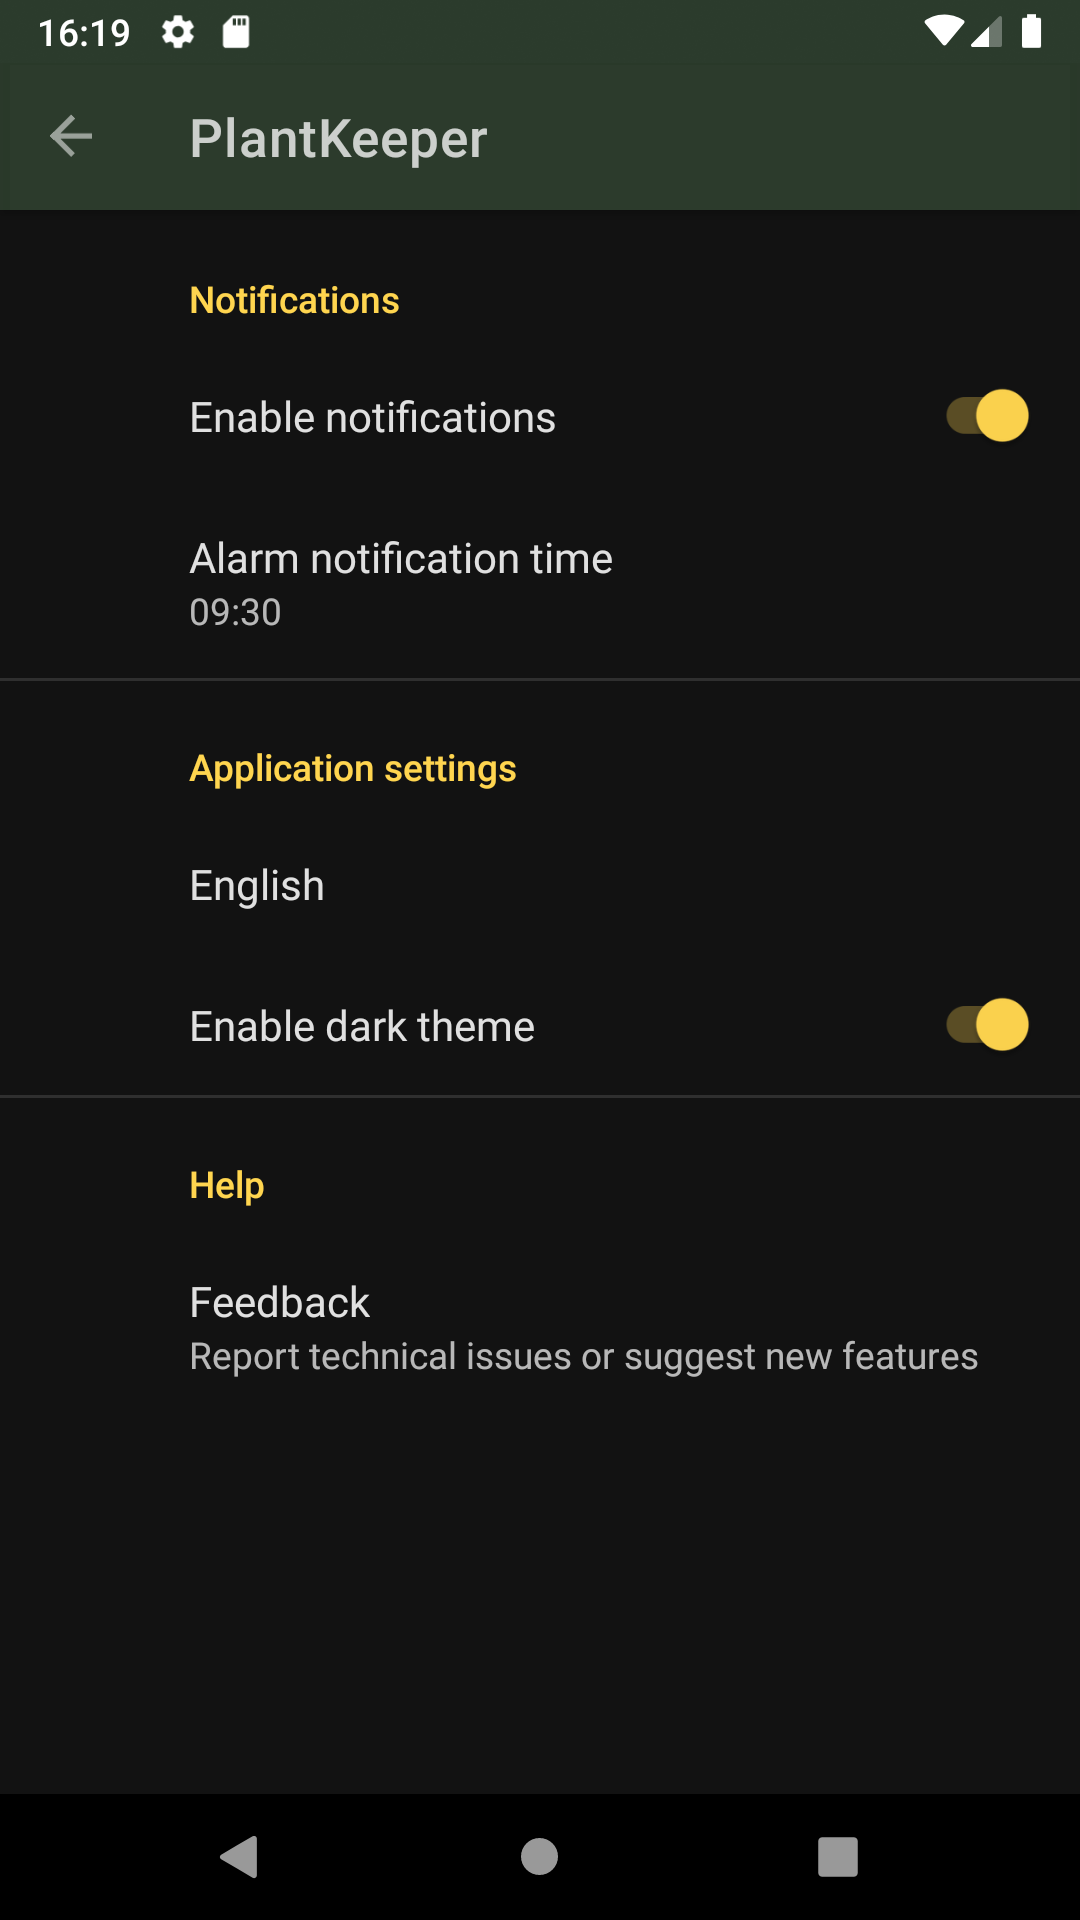 16:19
PlantKeeper
Notifications
Enable notifications
Alarm notification time
09:30
Application settings
English
Enable dark theme
Help
Feedback
Report technical issues or suggest new features